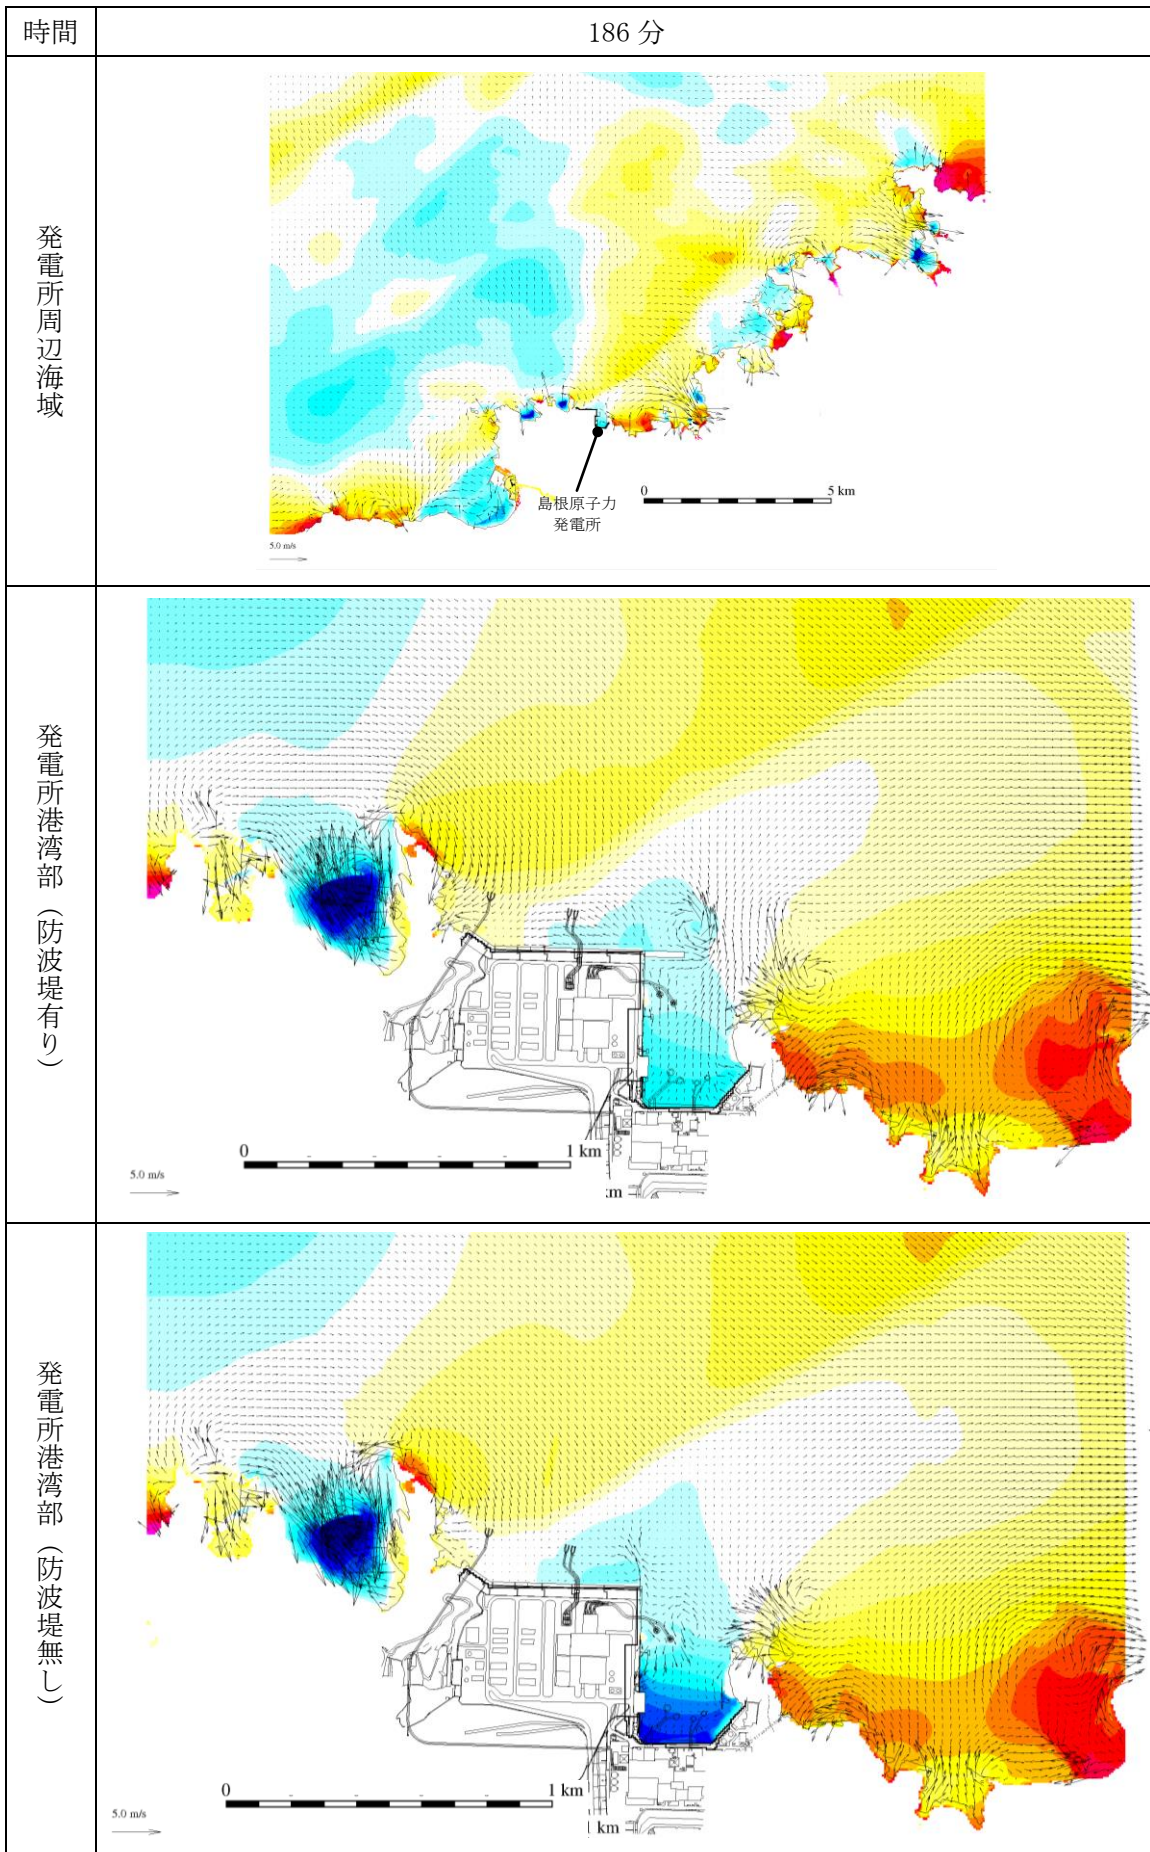 時間
186 分
発電所周辺海域
島根原子力
発電所
0
5 km
5.0 m/s
発電所港湾部（防波堤有り）
0
1 km
5.0 m/s
km
発電所港湾部（防波堤無し）
0
1 km
5.0 m/s
km